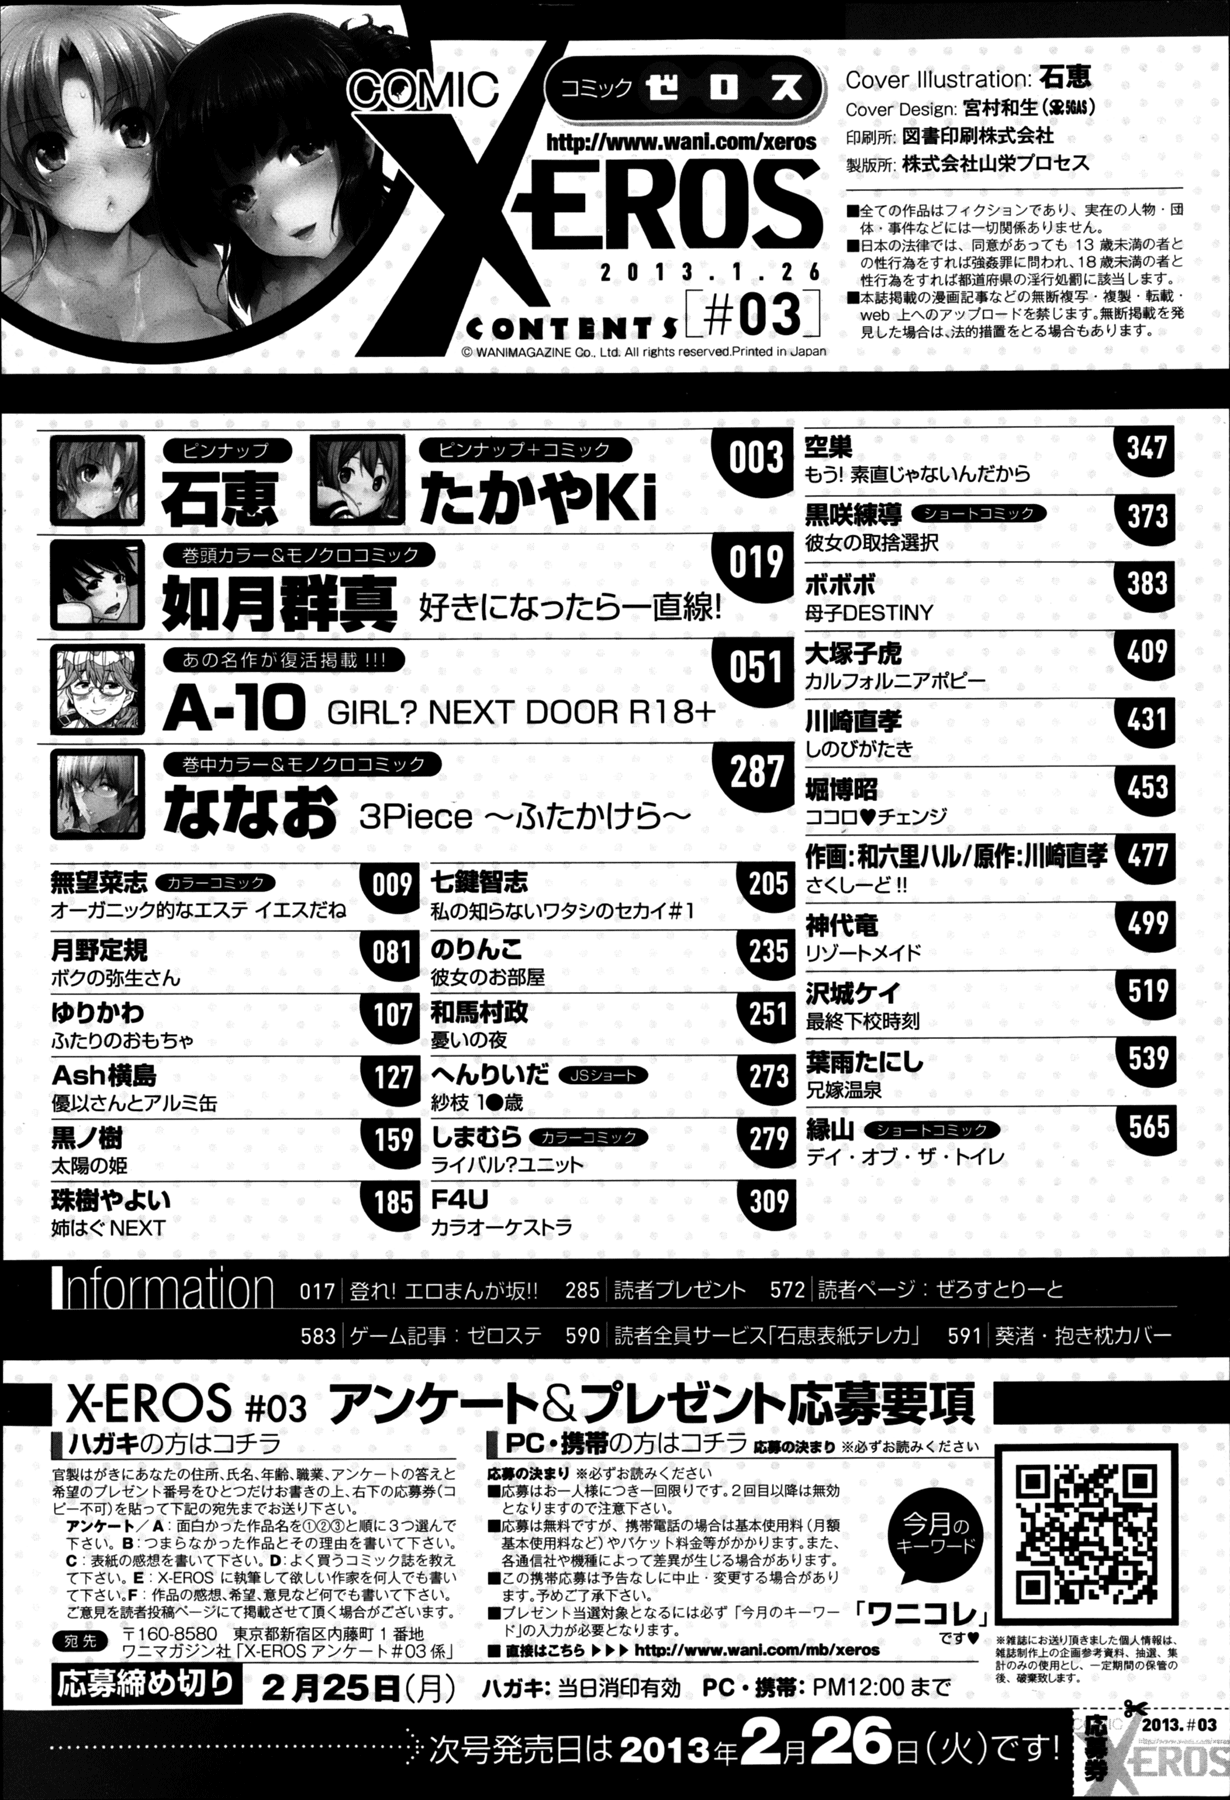 COMIC
コミック ゼロス
http://www.wani.com/xeros
X-EROS
2013.1.26
CONTENTS [#03]
© WANIMAGAZINE Co., Ltd. All rights reserved.Printed in Japan
Cover Illustration: 石恵
Cover Design: 宮村和生(5GAS)
印刷所: 図書印刷株式会社
製版所: 株式会社山栄プロセス
■全ての作品はフィクションであり、実在の人物・団
体・事件などには一切関係ありません。
■日本の法律では、同意があっても 13 歳未満の者と
の性行為をすれば強姦罪に問われ、18 歳未満の者と
性行為をすれば都道府県の淫行処罰に該当します。
■本誌掲載の漫画記事などの無断複写・複製・転載・
web 上へのアップロードを禁じます。無断掲載を発
見した場合は、法的措置をとる場合もあります。
ピンナップ
石恵
ピンナップ+コミック
たかやKi
003
巻頭カラー&モノクロコミック
如月群真 好きになったら一直線!
019
あの名作が復活掲載!!!
A-10 GIRL? NEXT DOOR R18+
051
巻中カラー&モノクロコミック
ななお 3Piece ～ふたかけら～
287
無望菜志 カラーコミック 009
オーガニック的なエステ イエスだね
月野定規 081
ボクの弥生さん
ゆりかわ 107
ふたりのおもちゃ
Ash横島 127
優以さんとアルミ缶
黒ノ樹 159
太陽の姫
珠樹やよい 185
姉はぐNEXT
七鍵智志 205
私の知らないワタシのセカイ#1
のりんこ 235
彼女のお部屋
和馬村政 251
憂いの夜
へんりいだ JSショート 273
紗枝 1●歳
しまむら カラーコミック 279
ライバル?ユニット
F4U 309
カラオーケストラ
空巣 347
もう! 素直じゃないんだから
黒咲練導 ショートコミック 373
彼女の取捨選択
ボボボ 383
母子DESTINY
大塚子虎 409
カルフォルニアポピー
川崎直孝 431
しのびがたき
堀博昭 453
ココロ♥チェンジ
作画:和六里ハル/原作:川崎直孝 477
さくしーど!!
神代竜 499
リゾートメイド
沢城ケイ 519
最終下校時刻
葉雨たにし 539
兄嫁温泉
緑山 ショートコミック 565
デイ・オブ・ザ・トイレ
Information
017 登れ! エロまんが坂!! 285 読者プレゼント 572 読者ページ：ぜろすとりーと
583 ゲーム記事：ゼロステ 590 読者全員サービス「石恵表紙テレカ」 591 葵渚・抱き枕カバー
X-EROS #03 アンケート&プレゼント応募要項
ハガキの方はコチラ
官製はがきにあなたの住所、氏名、年齢、職業、アンケートの答えと
希望のプレゼント番号をひとつだけお書きの上、右下の応募券(コ
ピー不可)を貼って下記の宛先までお送り下さい。
アンケート/A：面白かった作品名を①②③と順に３つ選んで
下さい。B：つまらなかった作品とその理由を書いて下さい。
C：表紙の感想を書いて下さい。D：よく買うコミック誌を教え
て下さい。E：X-EROSに執筆して欲しい作家を何人でも書い
て下さい。F：作品の感想、希望、意見など何でも書いて下さい。
ご意見を読者投稿ページにて掲載させて頂く場合がございます。
宛先 〒160-8580 東京都新宿区内藤町１番地
ワニマガジン社「X-EROSアンケート#03係」
PC・携帯の方はコチラ 応募の決まり ※必ずお読みください
応募の決まり ※必ずお読みください
■応募はお一人様につき一回限りです。2回目以降は無効
となりますので注意下さい。
■応募は無料ですが、携帯電話の場合は基本使用料(月額
基本使用料など)やパケット料金等がかかります。また、
各通信社や機種によって差異が生じる場合があります。
■この携帯応募は予告なしに中止・変更する場合があり
ます。予めご了承下さい。
■プレゼント当選対象となるには必ず「今月のキーワー
ド」の入力が必要となります。
■直接はこちら▶▶▶ http://www.wani.com/mb/xeros
今月の
キーワード
「ワニコレ」
です♥
※雑誌にお送り頂きました個人情報は、
雑誌制作上の企画参考資料、抽選、集
計のみの使用とし、一定期間の保管の
後、破棄致します。
応募締め切り 2月25日(月) ハガキ: 当日消印有効 PC・携帯: PM12:00 まで
次号発売日は 2013年2月26日(火)です!
応募券
COMIC
2013.#03
X-EROS